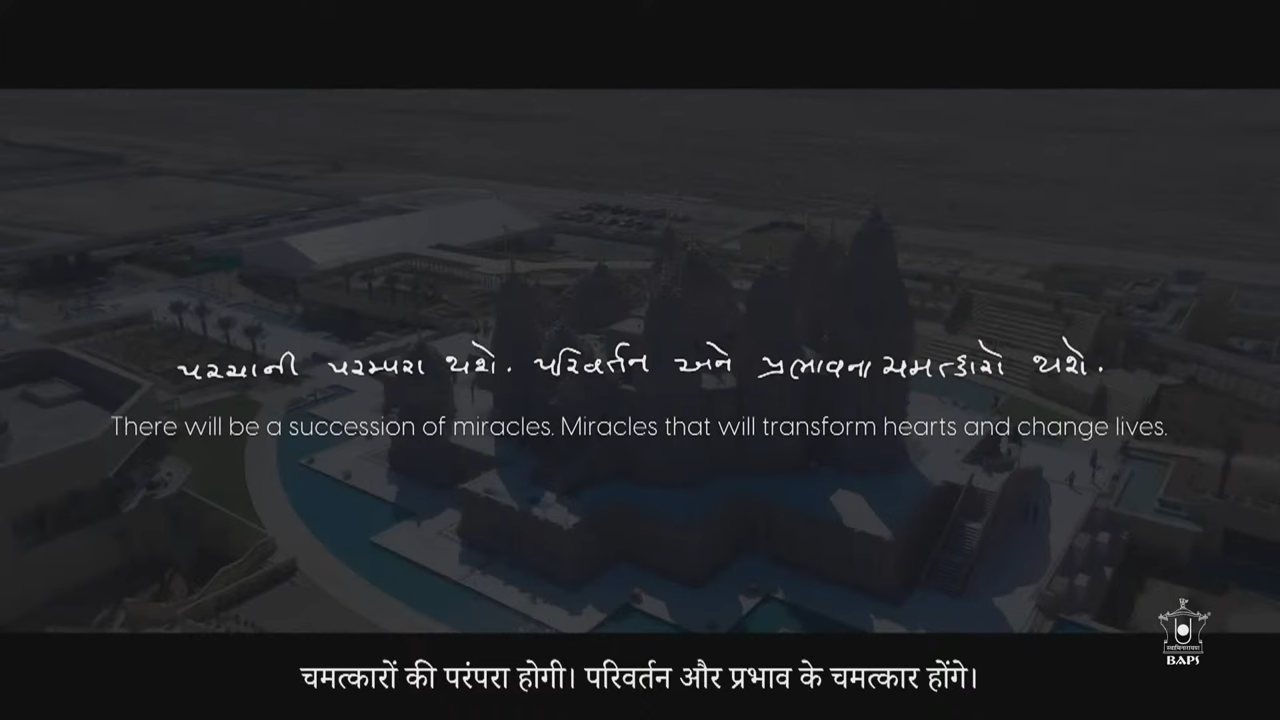 પરચાની પરમ્પરા થશે. પરિવર્તન અને પ્રભાવના ચમત્કારો થશે.
There will be a succession of miracles. Miracles that will transform hearts and change lives.
स्वामिनारायण
BAPS
चमत्कारों की परंपरा होगी। परिवर्तन और प्रभाव के चमत्कार होंगे।